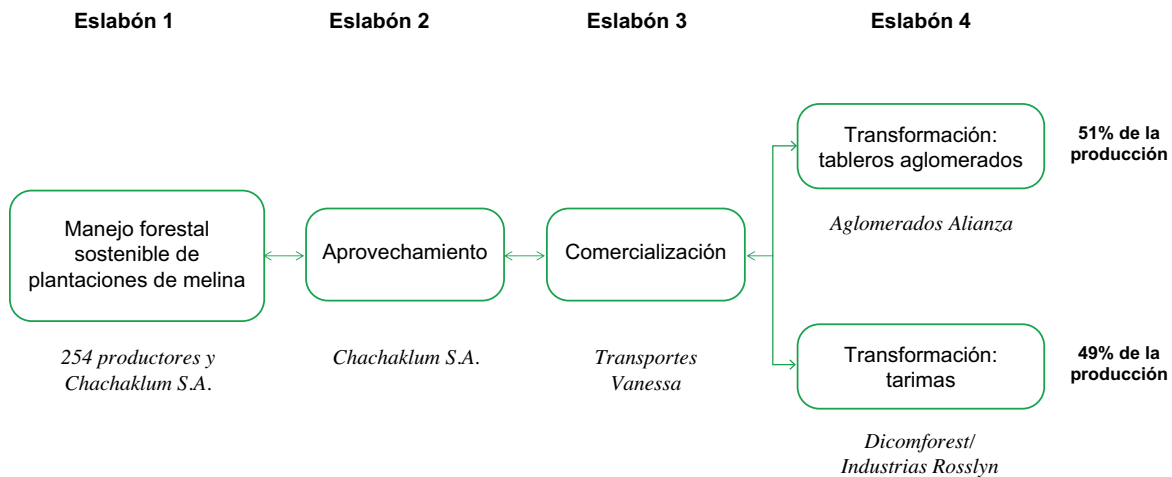 Eslabón 1
Eslabón 2
Eslabón 3
Eslabón 4
Manejo forestal
sostenible de
plantaciones de melina
254 productores y
Chachaklum S.A.
Aprovechamiento
Chachaklum S.A.
Comercialización
Transportes
Vanessa
Transformación:
tableros aglomerados
51% de la
producción
Aglomerados Alianza
Transformación:
tarimas
49% de la
producción
Dicomforest/
Industrias Rosslyn